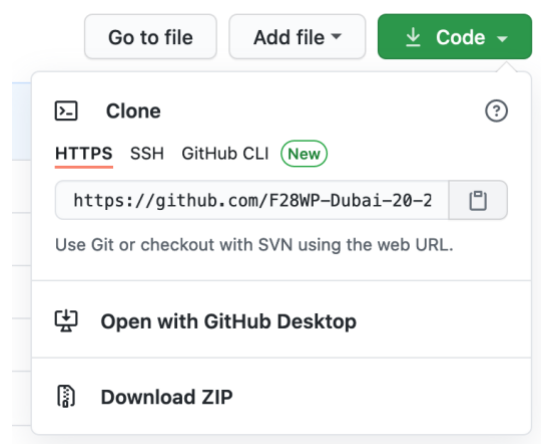 Go to file Add file Code
Clone
HTTPS SSH GitHub CLI New
https://github.com/F28WP-Dubai-20-2
Use Git or checkout with SVN using the web URL.
Open with GitHub Desktop
Download ZIP